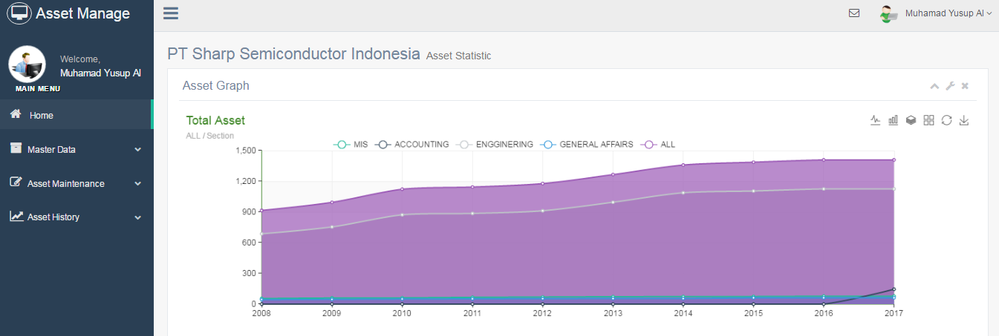 Asset Manage
Muhamad Yusup Al
Welcome,
Muhamad Yusup Al
MAIN MENU
Home
Master Data
Asset Maintenance
Asset History
PT Sharp Semiconductor Indonesia Asset Statistic
Asset Graph
Total Asset
ALL / Section
MIS ACCOUNTING ENGGINERING GENERAL AFFAIRS ALL
1,500
1,200
900
600
300
0
2008 2009 2010 2011 2012 2013 2014 2015 2016 2017